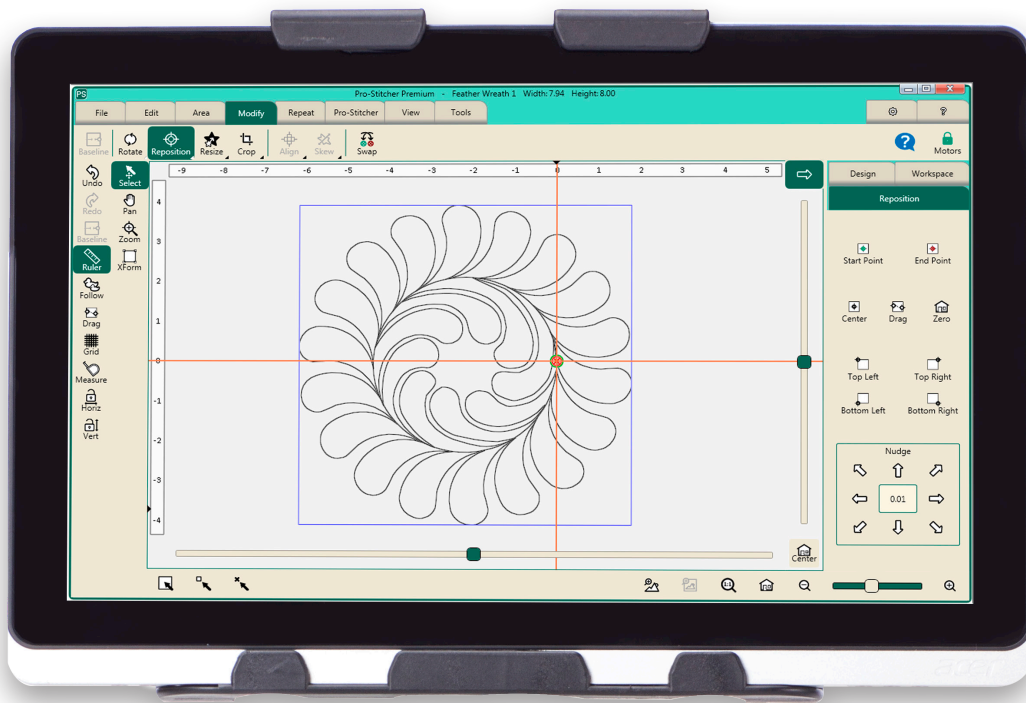 PS Pro-Stitcher Premium - Feather Wreath 1 Width: 7.94 Height: 8.00
File Edit Area Modify Repeat Pro-Stitcher View Tools ?
Baseline Rotate Reposition Resize Crop Align Skew Swap ? Motors
Undo Select
Redo Pan
Baseline Zoom
Ruler XForm
Follow
Drag
Grid
Measure
Horiz
Vert
-9 -8 -7 -6 -5 -4 -3 -2 -1 0 1 2 3 4 5
4
3
2
1
0
-1
-2
-3
-4
Center
1:1
Design Workspace
Reposition
Start Point End Point
Center Drag Zero
Top Left Top Right
Bottom Left Bottom Right
Nudge
0.01
acer